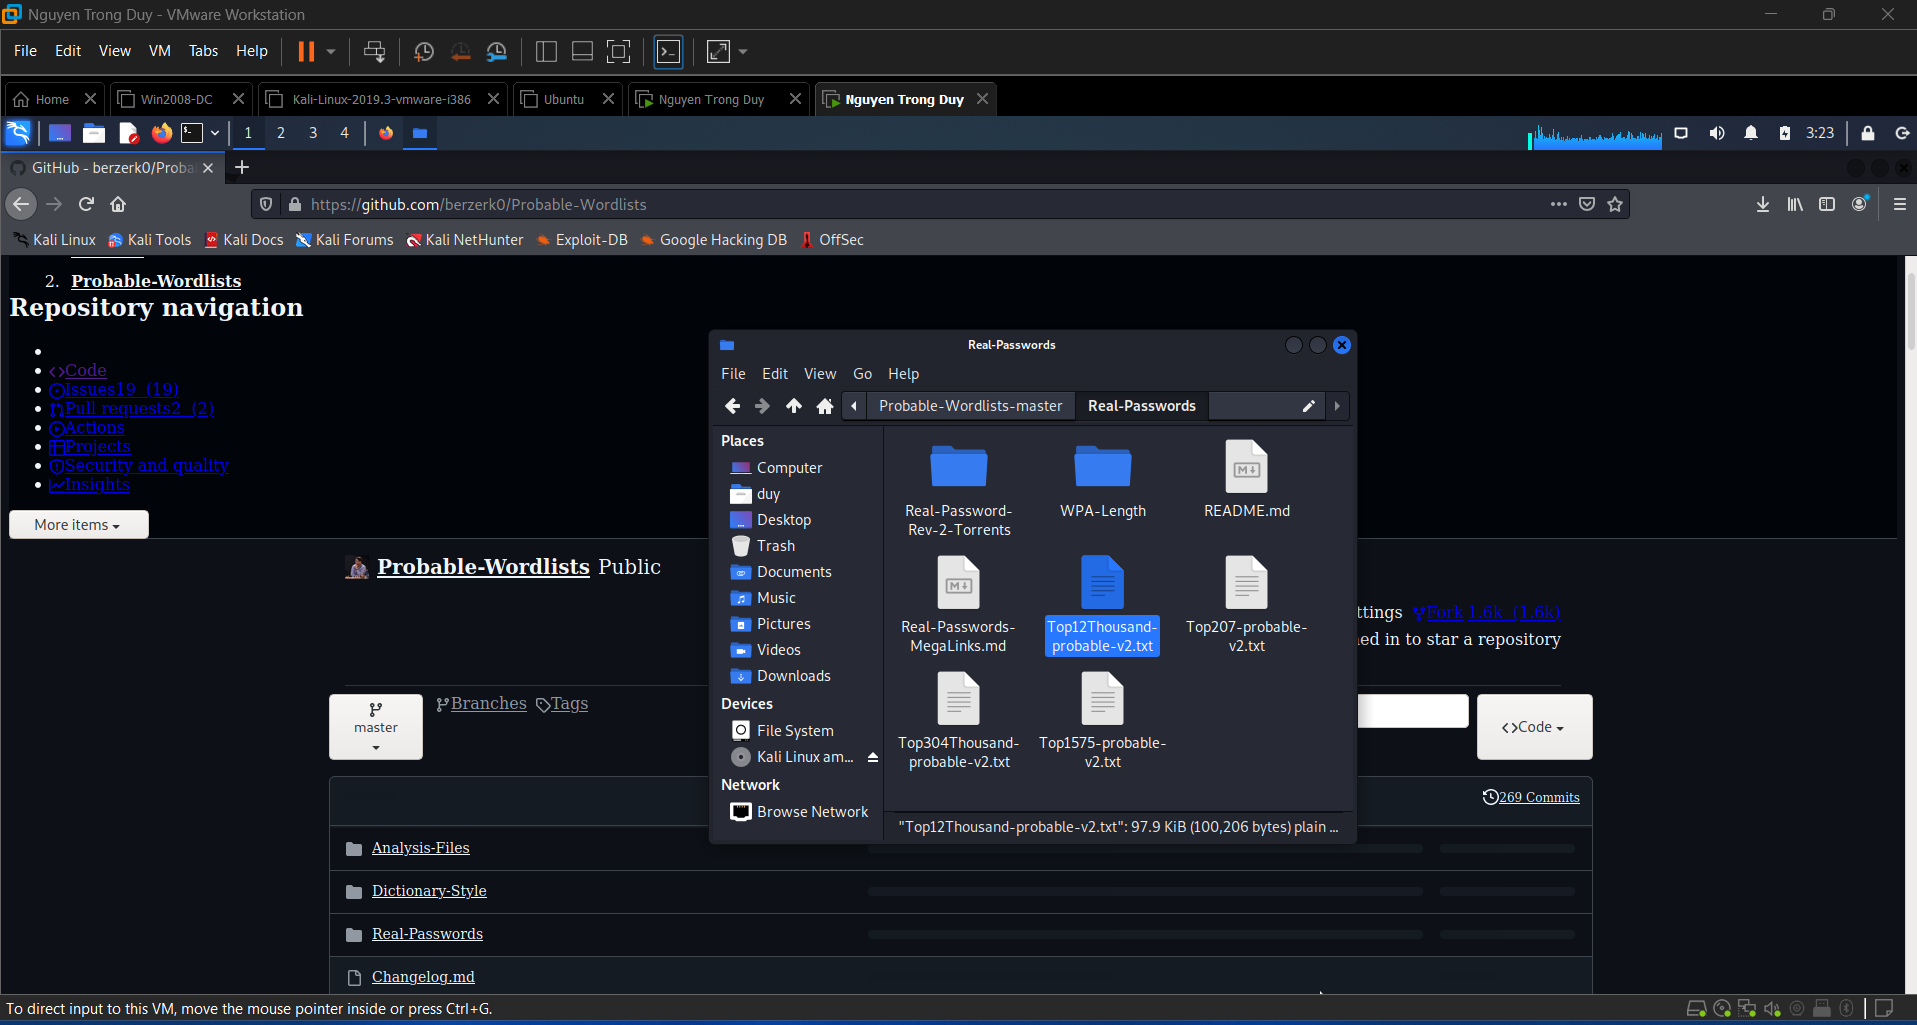 Nguyen Trong Duy - VMware Workstation
File Edit View VM Tabs Help
Home Win2008-DC Kali-Linux-2019.3-vmware-i386 Ubuntu Nguyen Trong Duy Nguyen Trong Duy
1 2 3 4 3:23
GitHub - berzerk0/Proba
https://github.com/berzerk0/Probable-Wordlists
Kali Linux Kali Tools Kali Docs Kali Forums Kali NetHunter Exploit-DB Google Hacking DB OffSec
2. Probable-Wordlists
Repository navigation
Code
Issues19 (19)
Pull requests2 (2)
Actions
Projects
Security and quality
Insights
More items
Probable-Wordlists Public
ttings Fork 1.6k (1.6k)
ed in to star a repository
master
Branches Tags
Code
269 Commits
Analysis-Files
Dictionary-Style
Real-Passwords
Changelog.md
Real-Passwords
File Edit View Go Help
Probable-Wordlists-master Real-Passwords
Places
Computer
duy
Desktop
Trash
Documents
Music
Pictures
Videos
Downloads
Devices
File System
Kali Linux am...
Network
Browse Network
Real-Password-
Rev-2-Torrents
WPA-Length
README.md
Real-Passwords-
MegaLinks.md
Top12Thousand-
probable-v2.txt
Top207-probable-
v2.txt
Top304Thousand-
probable-v2.txt
Top1575-probable-
v2.txt
"Top12Thousand-probable-v2.txt": 97.9 KiB (100,206 bytes) plain ...
To direct input to this VM, move the mouse pointer inside or press Ctrl+G.